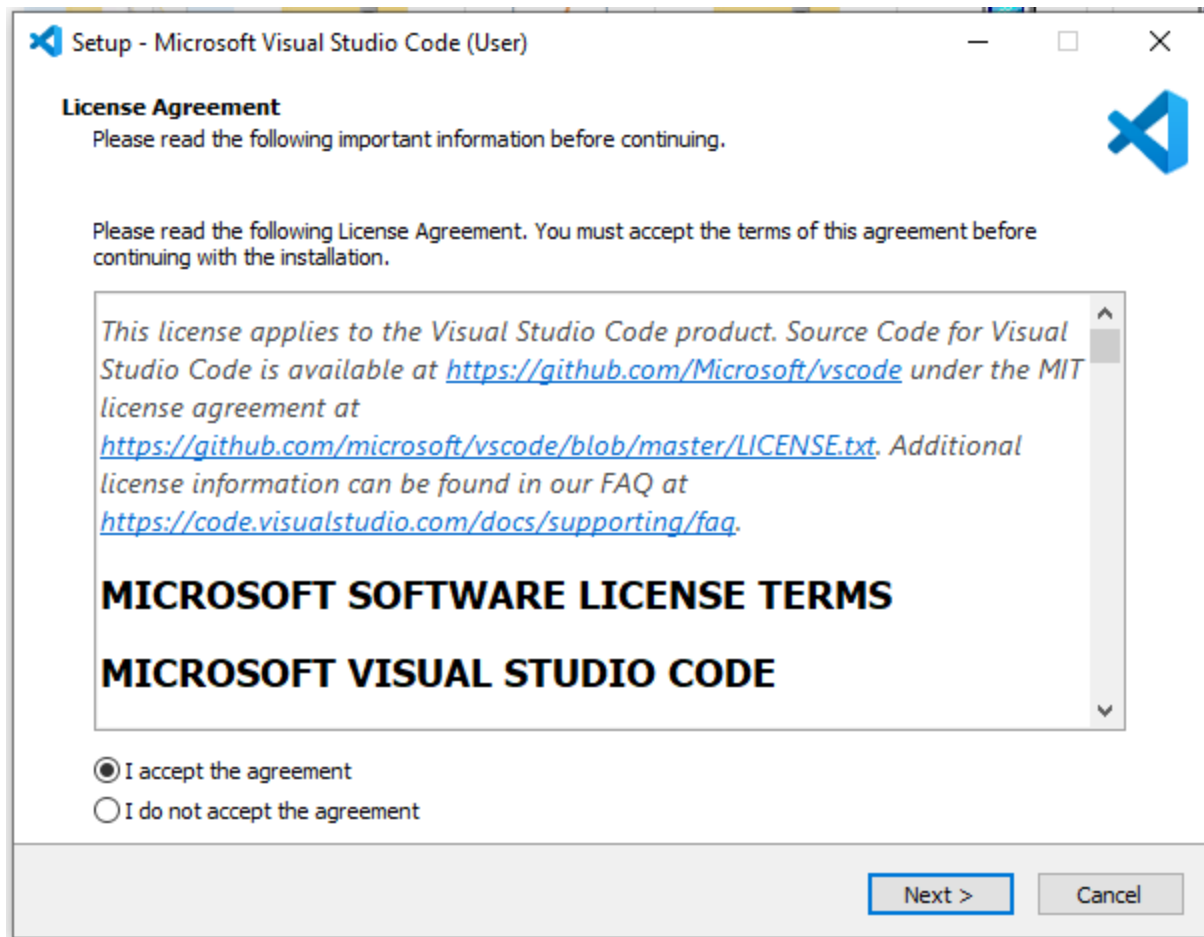 Setup - Microsoft Visual Studio Code (User)
License Agreement
Please read the following important information before continuing.
Please read the following License Agreement. You must accept the terms of this agreement before
continuing with the installation.
This license applies to the Visual Studio Code product. Source Code for Visual
Studio Code is available at https://github.com/Microsoft/vscode under the MIT
license agreement at
https://github.com/microsoft/vscode/blob/master/LICENSE.txt. Additional
license information can be found in our FAQ at
https://code.visualstudio.com/docs/supporting/faq.
MICROSOFT SOFTWARE LICENSE TERMS
MICROSOFT VISUAL STUDIO CODE
I accept the agreement
I do not accept the agreement
Next >
Cancel